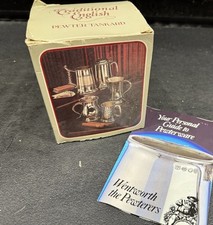 Traditional
English
PEWTER TANKARD
Your Personal
Guide to
Pewterware
Wentworth
the Pewterers